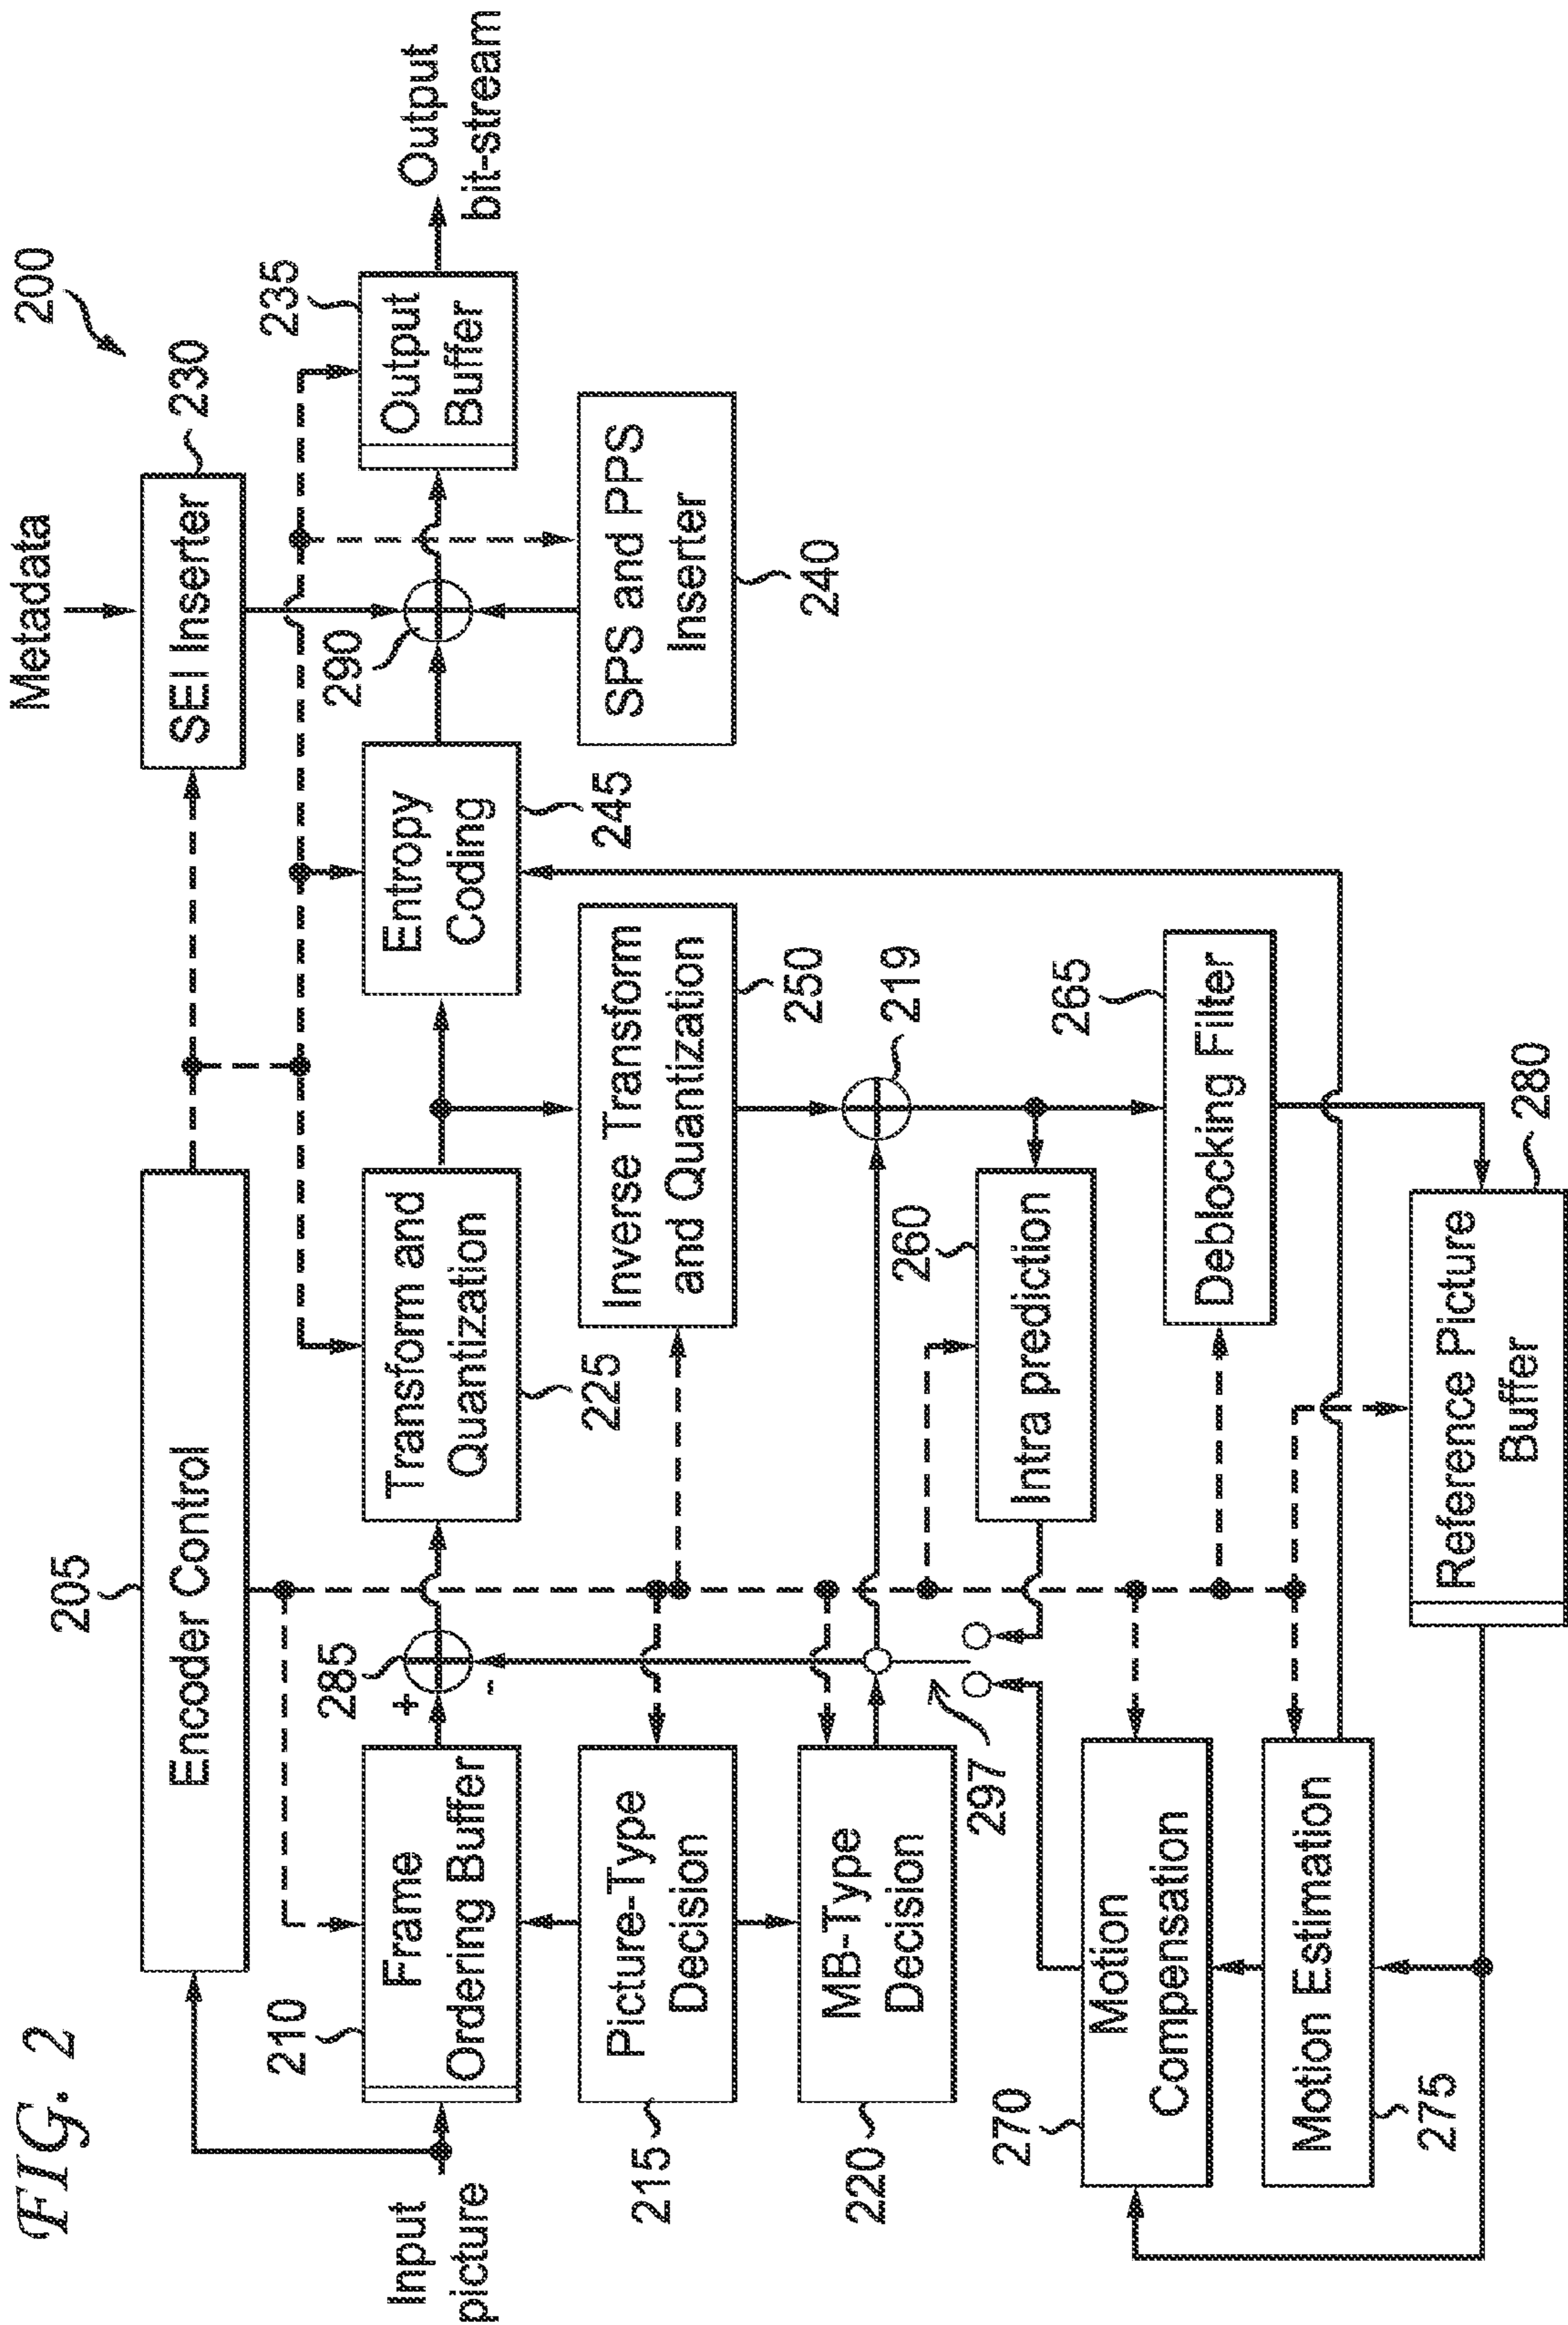 FIG. 2
200
Metadata
205
Encoder Control
SEI Inserter
230
Input
picture
210
Frame
Ordering Buffer
285
+
-
Transform and
Quantization
225
Entropy
Coding
245
290
235
Output
Buffer
Output
bit-stream
215
Picture-Type
Decision
Inverse Transform
and Quantization
250
SPS and PPS
Inserter
240
220
MB-Type
Decision
219
297
260
Intra prediction
270
Motion
Compensation
265
Deblocking Filter
Motion Estimation
275
Reference Picture
Buffer
280